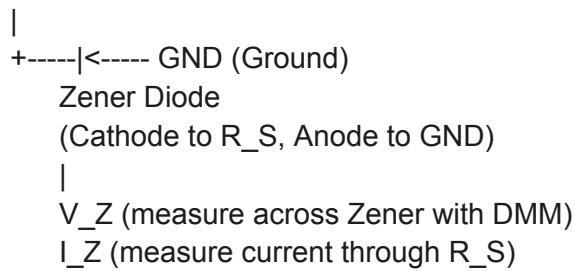 |
+-----|<----- GND (Ground)
Zener Diode
(Cathode to R_S, Anode to GND)
|
V_Z (measure across Zener with DMM)
I_Z (measure current through R_S)